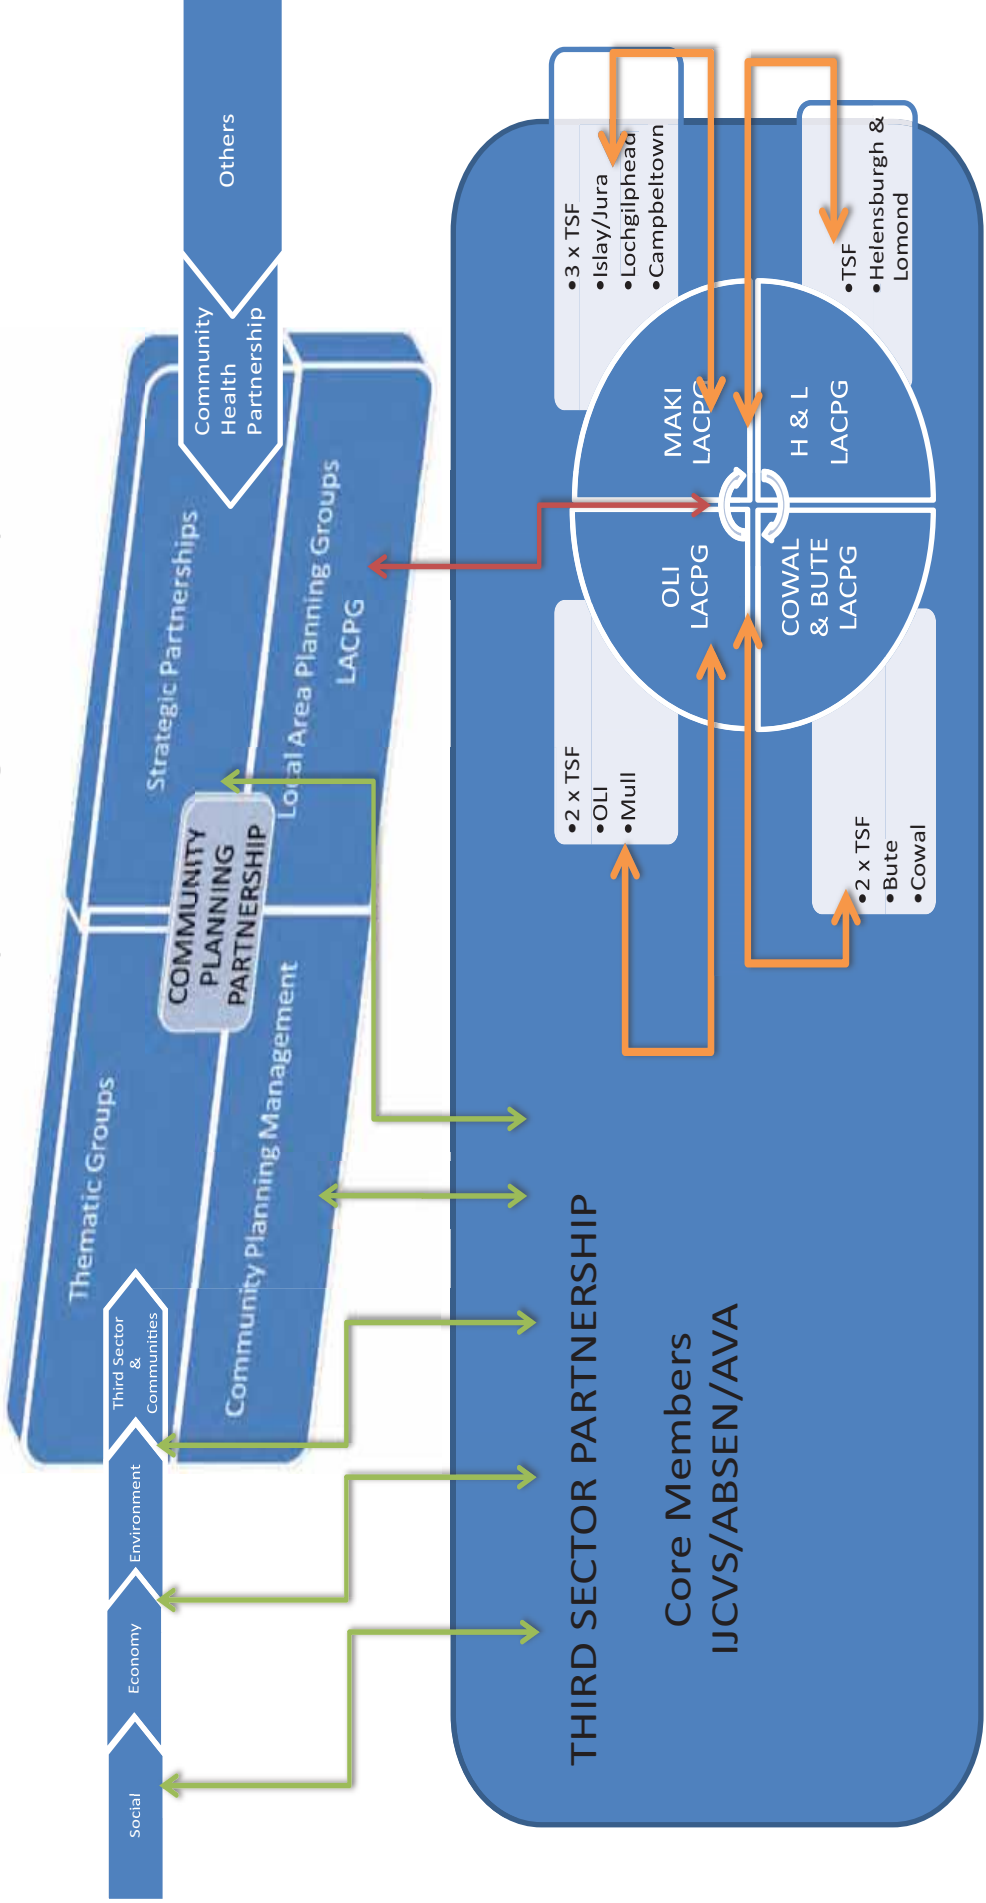 Social
Economy
Environment
Third Sector
&
Communities
Thematic Groups
Strategic Partnerships
COMMUNITY
PLANNING
PARTNERSHIP
Community Planning Management
Local Area Planning Groups
LACPG
Community
Health
Partnership
Others
THIRD SECTOR PARTNERSHIP
Core Members
IJCVS/ABSEN/AVA
•2 x TSF
•OLI
•Mull
•3 x TSF
•Islay/Jura
•Lochgilphead
•Campbeltown
OLI
LACPG
MAKI
LACPG
COWAL
& BUTE
LACPG
H & L
LACPG
•2 x TSF
•Bute
•Cowal
•TSF
•Helensburgh &
Lomond